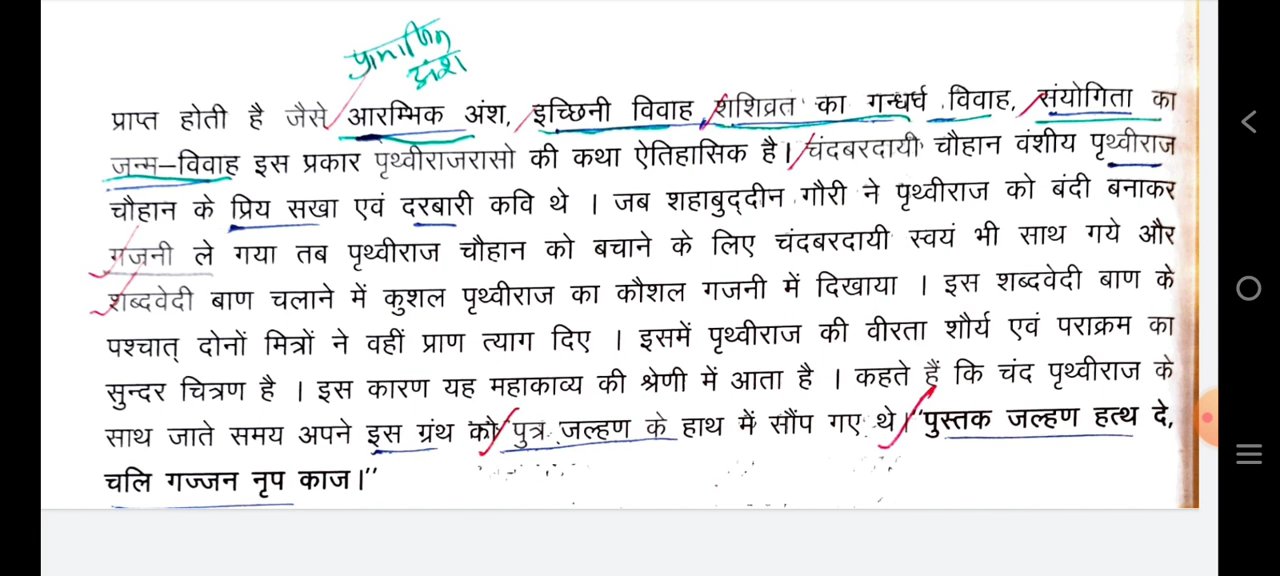 प्रामाणिक
अंश
प्राप्त होती है जैसे आरम्भिक अंश, इच्छिनी विवाह शशिव्रत का गन्धर्ध विवाह, संयोगिता का
जन्म-विवाह इस प्रकार पृथ्वीराजरासो की कथा ऐतिहासिक है। चंदबरदायी चौहान वंशीय पृथ्वीराज
चौहान के प्रिय सखा एवं दरबारी कवि थे । जब शहाबुद्दीन गौरी ने पृथ्वीराज को बंदी बनाकर
गजनी ले गया तब पृथ्वीराज चौहान को बचाने के लिए चंदबरदायी स्वयं भी साथ गये और
शब्दवेदी बाण चलाने में कुशल पृथ्वीराज का कौशल गजनी में दिखाया । इस शब्दवेदी बाण के
पश्चात् दोनों मित्रों ने वहीं प्राण त्याग दिए । इसमें पृथ्वीराज की वीरता शौर्य एवं पराक्रम का
सुन्दर चित्रण है । इस कारण यह महाकाव्य की श्रेणी में आता है । कहते हैं कि चंद पृथ्वीराज के
साथ जाते समय अपने इस ग्रंथ को पुत्र जल्हण के हाथ में सौंप गए थे। "पुस्तक जल्हण हत्थ दे,
चलि गज्जन नृप काज।"